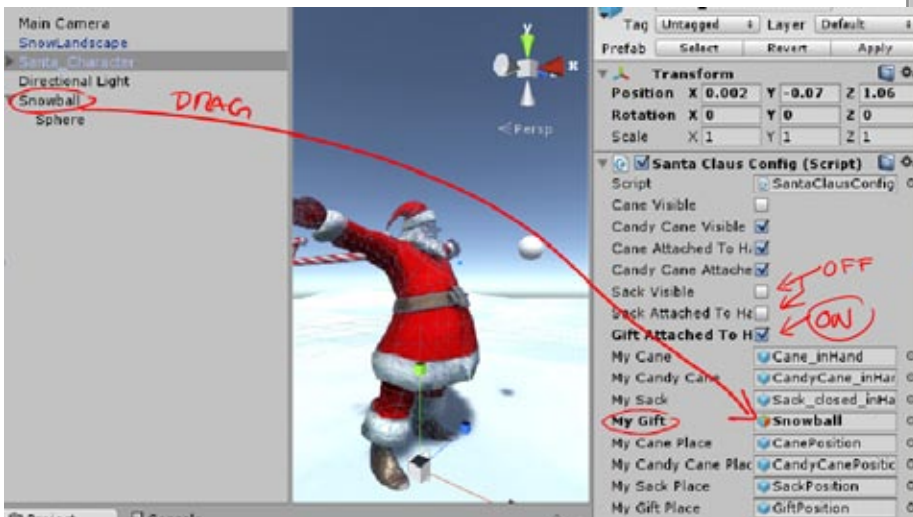 Main Camera
SnowLandscape
Santa_Character
Directional Light
Snowball
Sphere
DRAG
y
x
Persp
Tag Untagged Layer Default
Prefab Select Revert Apply
Transform
Position X 0.002 Y -0.07 Z 1.06
Rotation X 0 Y 0 Z 0
Scale X 1 Y 1 Z 1
Santa Claus Config (Script)
Script SantaClausConfig
Cane Visible
Candy Cane Visible
Cane Attached To H
Candy Cane Attache
OFF
Sack Visible
Sack Attached To Ha
ON
Gift Attached To H
My Cane Cane_inHand
My Candy Cane CandyCane_inHar
My Sack Sack_closed_inHa
My Gift Snowball
My Cane Place CanePosition
My Candy Cane Plac CandyCanePositic
My Sack Place SackPosition
My Gift Place GiftPosition